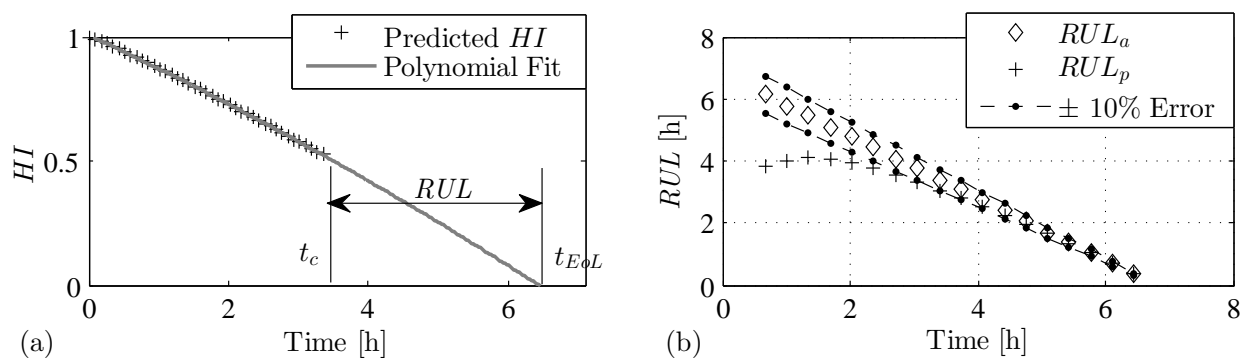 Predicted HI
Polynomial Fit
1
0.5
0
HI
RUL
t_c
t_EoL
0 2 4 6
Time [h]
(a)
RUL_a
RUL_p
± 10% Error
8
6
4
2
0
RUL [h]
0 2 4 6 8
Time [h]
(b)